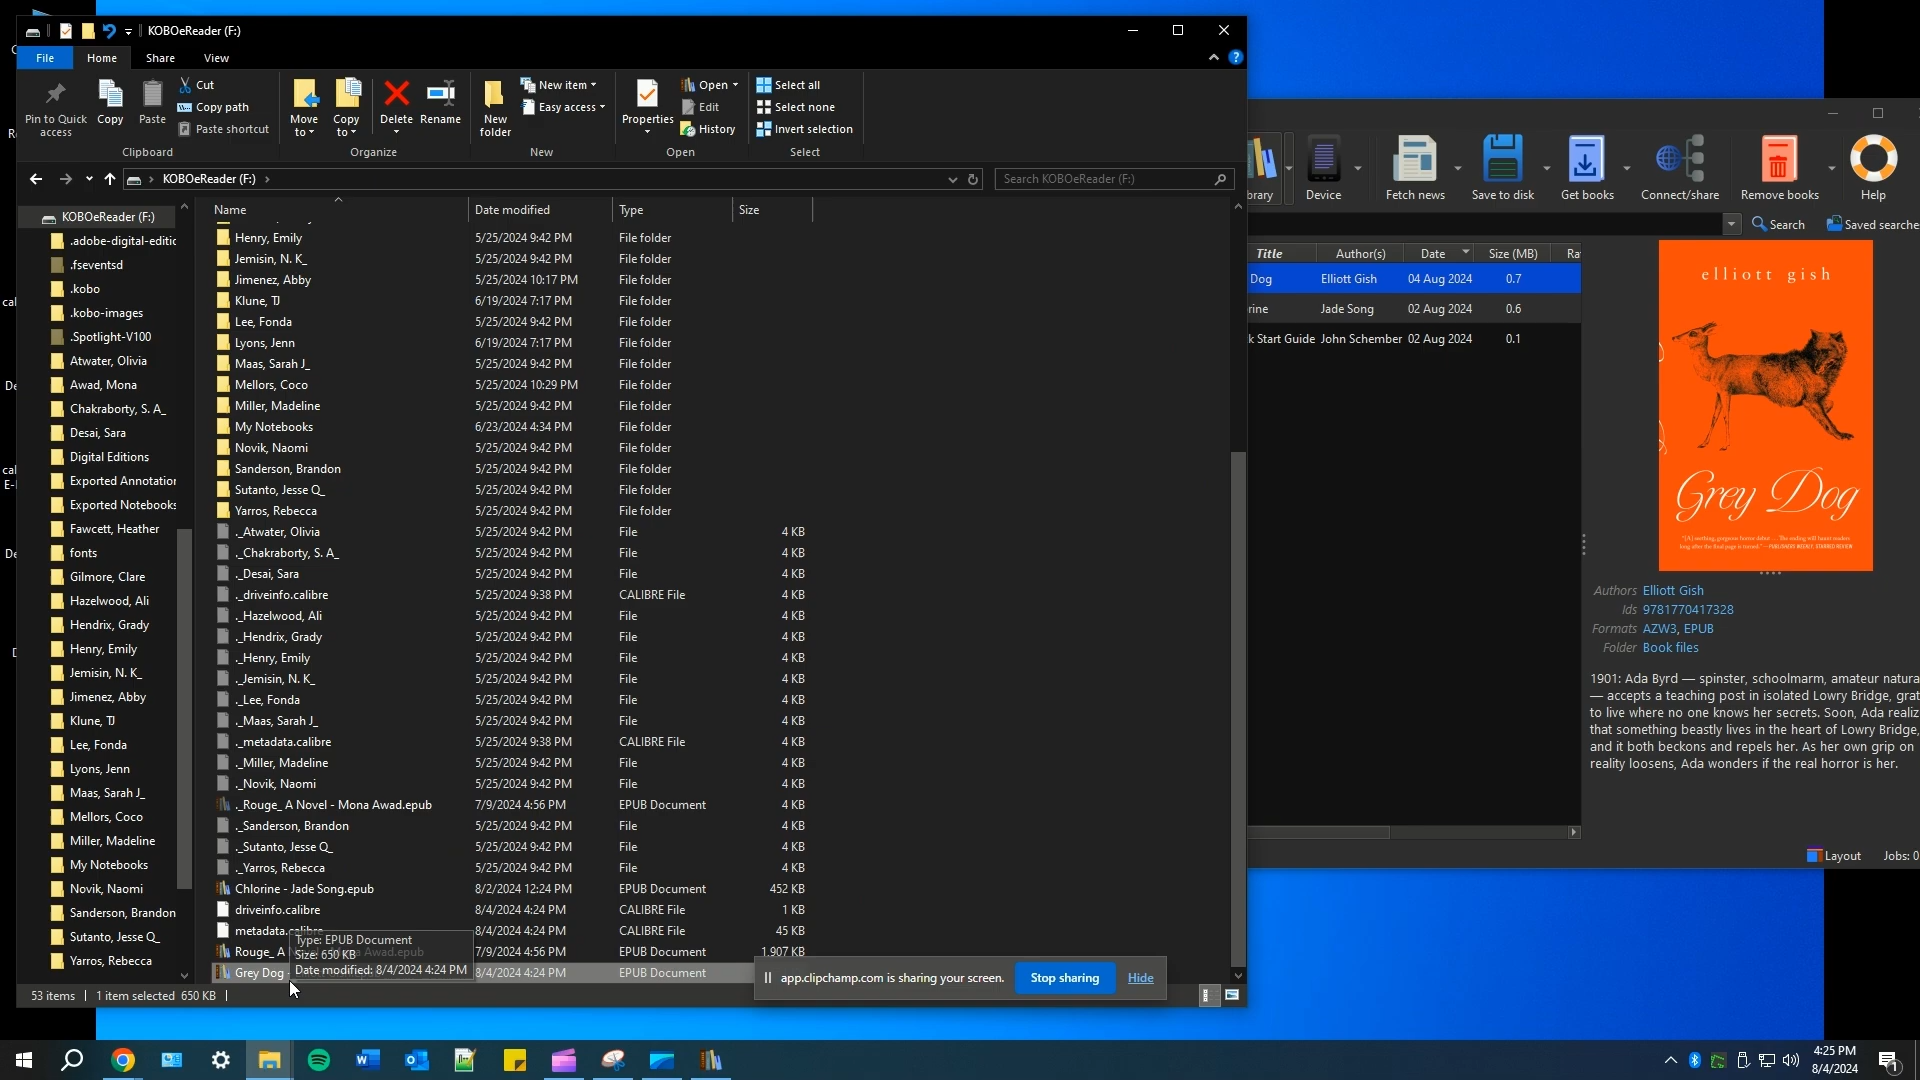 KOBOeReader (F:)
File Home Share View
Pin to Quick access
Copy
Paste
Cut
Copy path
Paste shortcut
Clipboard
Move to
Copy to
Delete
Rename
Organize
New folder
New item
Easy access
New
Properties
Open
Edit
History
Open
Select all
Select none
Invert selection
Select
KOBOeReader (F:)
Search KOBOeReader (F:)
KOBOeReader (F:)
.adobe-digital-editic
.fseventsd
.kobo
.kobo-images
.Spotlight-V100
Atwater, Olivia
Awad, Mona
Chakraborty, S. A_
Desai, Sara
Digital Editions
Exported Annotation
Exported Notebooks
Fawcett, Heather
fonts
Gilmore, Clare
Hazelwood, Ali
Hendrix, Grady
Henry, Emily
Jemisin, N. K_
Jimenez, Abby
Klune, TJ
Lee, Fonda
Lyons, Jenn
Maas, Sarah J_
Mellors, Coco
Miller, Madeline
My Notebooks
Novik, Naomi
Sanderson, Brandon
Sutanto, Jesse Q_
Yarros, Rebecca
Name Date modified Type Size
Henry, Emily 5/25/2024 9:42 PM File folder
Jemisin, N. K_ 5/25/2024 9:42 PM File folder
Jimenez, Abby 5/25/2024 10:17 PM File folder
Klune, TJ 6/19/2024 7:17 PM File folder
Lee, Fonda 5/25/2024 9:42 PM File folder
Lyons, Jenn 6/19/2024 7:17 PM File folder
Maas, Sarah J_ 5/25/2024 9:42 PM File folder
Mellors, Coco 5/25/2024 10:29 PM File folder
Miller, Madeline 5/25/2024 9:42 PM File folder
My Notebooks 6/23/2024 4:34 PM File folder
Novik, Naomi 5/25/2024 9:42 PM File folder
Sanderson, Brandon 5/25/2024 9:42 PM File folder
Sutanto, Jesse Q_ 5/25/2024 9:42 PM File folder
Yarros, Rebecca 5/25/2024 9:42 PM File folder
._Atwater, Olivia 5/25/2024 9:42 PM File 4 KB
._Chakraborty, S. A_ 5/25/2024 9:42 PM File 4 KB
._Desai, Sara 5/25/2024 9:42 PM File 4 KB
._driveinfo.calibre 5/25/2024 9:38 PM CALIBRE File 4 KB
._Hazelwood, Ali 5/25/2024 9:42 PM File 4 KB
._Hendrix, Grady 5/25/2024 9:42 PM File 4 KB
._Henry, Emily 5/25/2024 9:42 PM File 4 KB
._Jemisin, N. K_ 5/25/2024 9:42 PM File 4 KB
._Lee, Fonda 5/25/2024 9:42 PM File 4 KB
._Maas, Sarah J_ 5/25/2024 9:42 PM File 4 KB
._metadata.calibre 5/25/2024 9:38 PM CALIBRE File 4 KB
._Miller, Madeline 5/25/2024 9:42 PM File 4 KB
._Novik, Naomi 5/25/2024 9:42 PM File 4 KB
._Rouge_ A Novel - Mona Awad.epub 7/9/2024 4:56 PM EPUB Document 4 KB
._Sanderson, Brandon 5/25/2024 9:42 PM File 4 KB
._Sutanto, Jesse Q_ 5/25/2024 9:42 PM File 4 KB
._Yarros, Rebecca 5/25/2024 9:42 PM File 4 KB
Chlorine - Jade Song.epub 8/2/2024 12:24 PM EPUB Document 452 KB
driveinfo.calibre 8/4/2024 4:24 PM CALIBRE File 1 KB
metadata.calibre 8/4/2024 4:24 PM CALIBRE File 45 KB
Rouge_ A Novel - Mona Awad.epub 7/9/2024 4:56 PM EPUB Document 1,907 KB
Grey Dog - 8/4/2024 4:24 PM EPUB Document
Type: EPUB Document
Size: 650 KB
Date modified: 8/4/2024 4:24 PM
53 items 1 item selected 650 KB
app.clipchamp.com is sharing your screen. Stop sharing Hide
brary
Device
Fetch news
Save to disk
Get books
Connect/share
Remove books
Help
Search
Saved searche
Title Author(s) Date Size (MB) Ra
Dog Elliott Gish 04 Aug 2024 0.7
rine Jade Song 02 Aug 2024 0.6
k Start Guide John Schember 02 Aug 2024 0.1
elliott gish
Grey Dog
Authors Elliott Gish
Ids 9781770417328
Formats AZW3, EPUB
Folder Book files
1901: Ada Byrd — spinster, schoolmarm, amateur natura
— accepts a teaching post in isolated Lowry Bridge, grat
to live where no one knows her secrets. Soon, Ada realiz
that something beastly lives in the heart of Lowry Bridge,
and it both beckons and repels her. As her own grip on
reality loosens, Ada wonders if the real horror is her.
Layout Jobs: 0
4:25 PM
8/4/2024
1